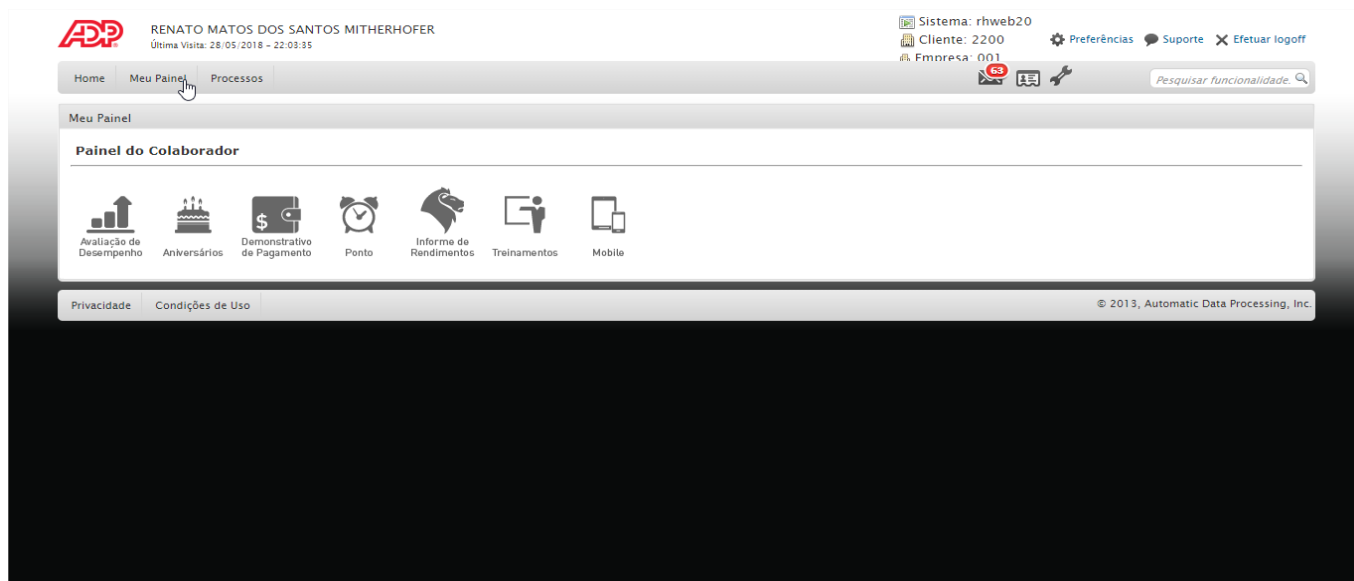 ADP
RENATO MATOS DOS SANTOS MITHERHOFER
Última Visita: 28/05/2018 - 22:03:35
Sistema: rhweb20
Cliente: 2200
Empresa: 001
Preferências Suporte Efetuar logoff
Home Meu Painel Processos
63
Pesquisar funcionalidade.
Meu Painel
Painel do Colaborador
$
Avaliação de
Desempenho
Aniversários
Demonstrativo
de Pagamento
Ponto
Informe de
Rendimentos
Treinamentos
Mobile
Privacidade Condições de Uso
© 2013, Automatic Data Processing, Inc.